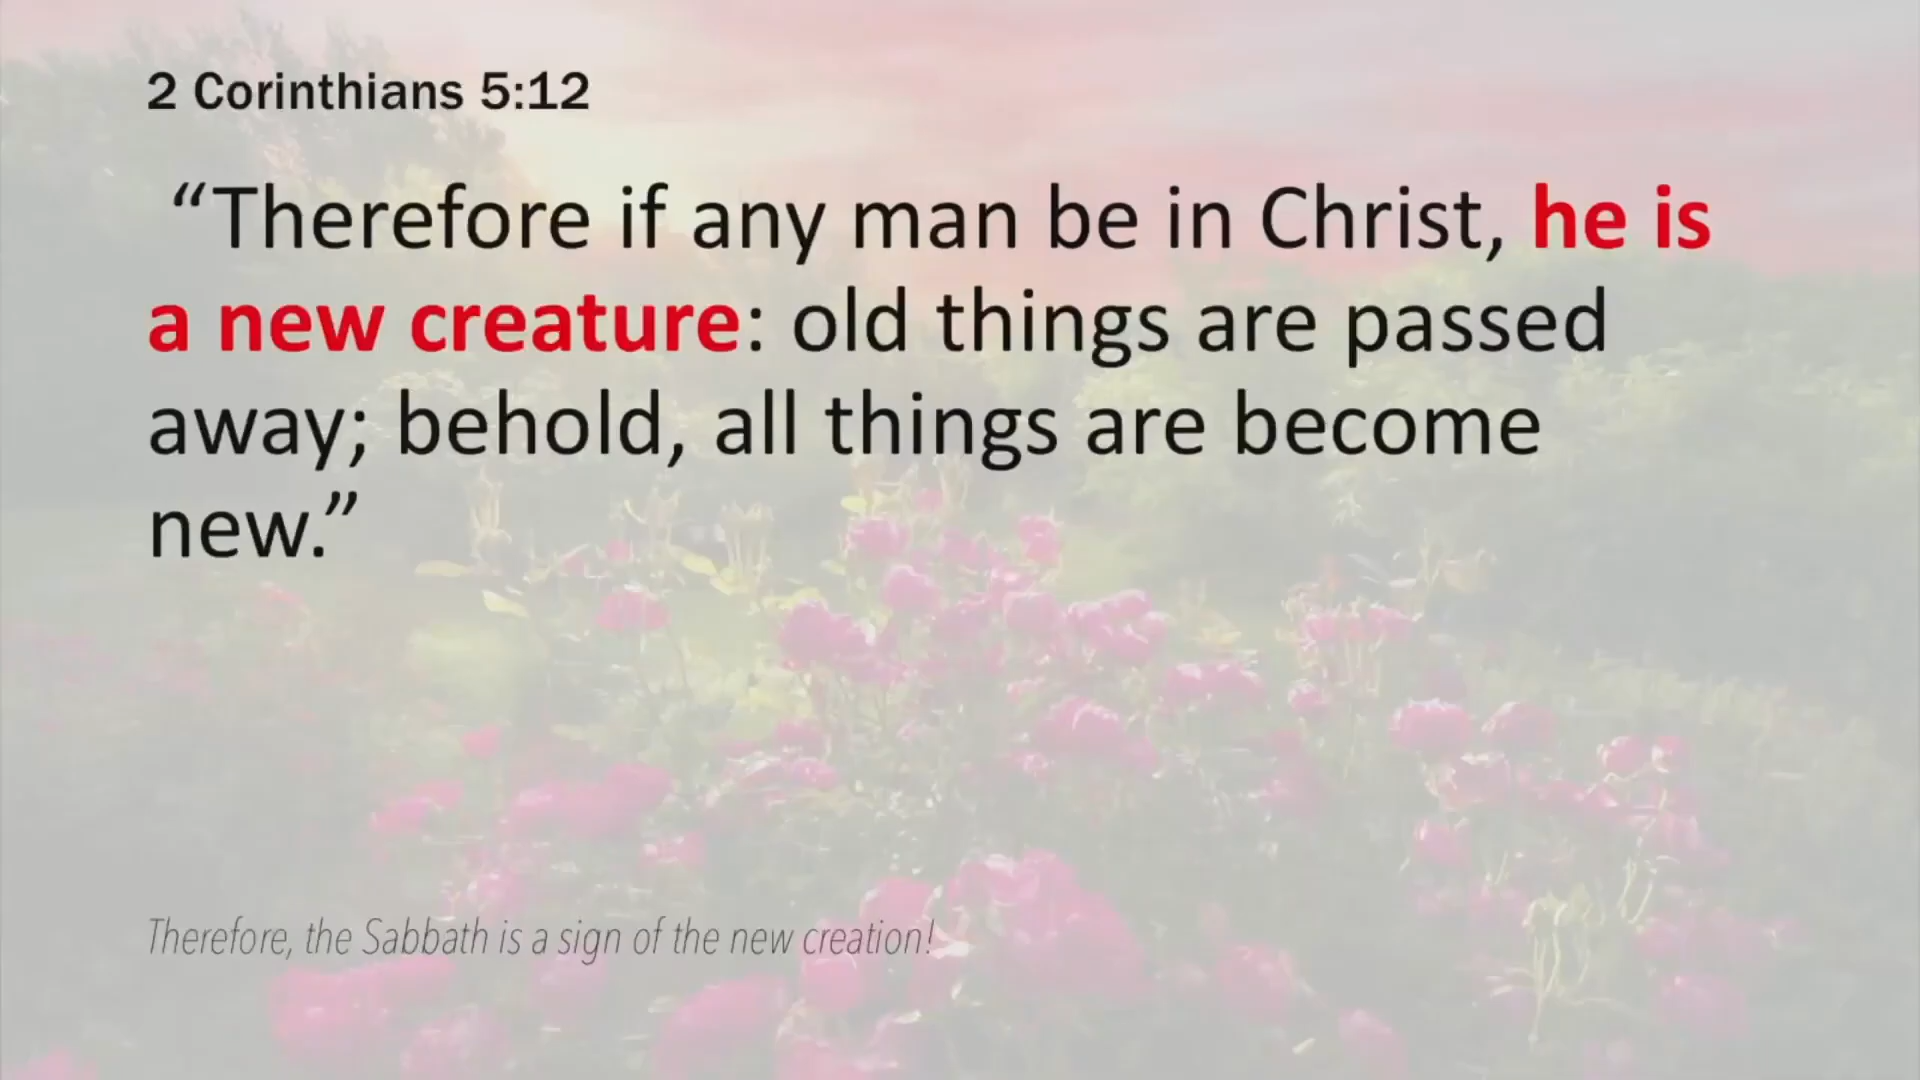 2 Corinthians 5:12
“Therefore if any man be in Christ, he is
a new creature: old things are passed
away; behold, all things are become
new.”
Therefore, the Sabbath is a sign of the new creation!